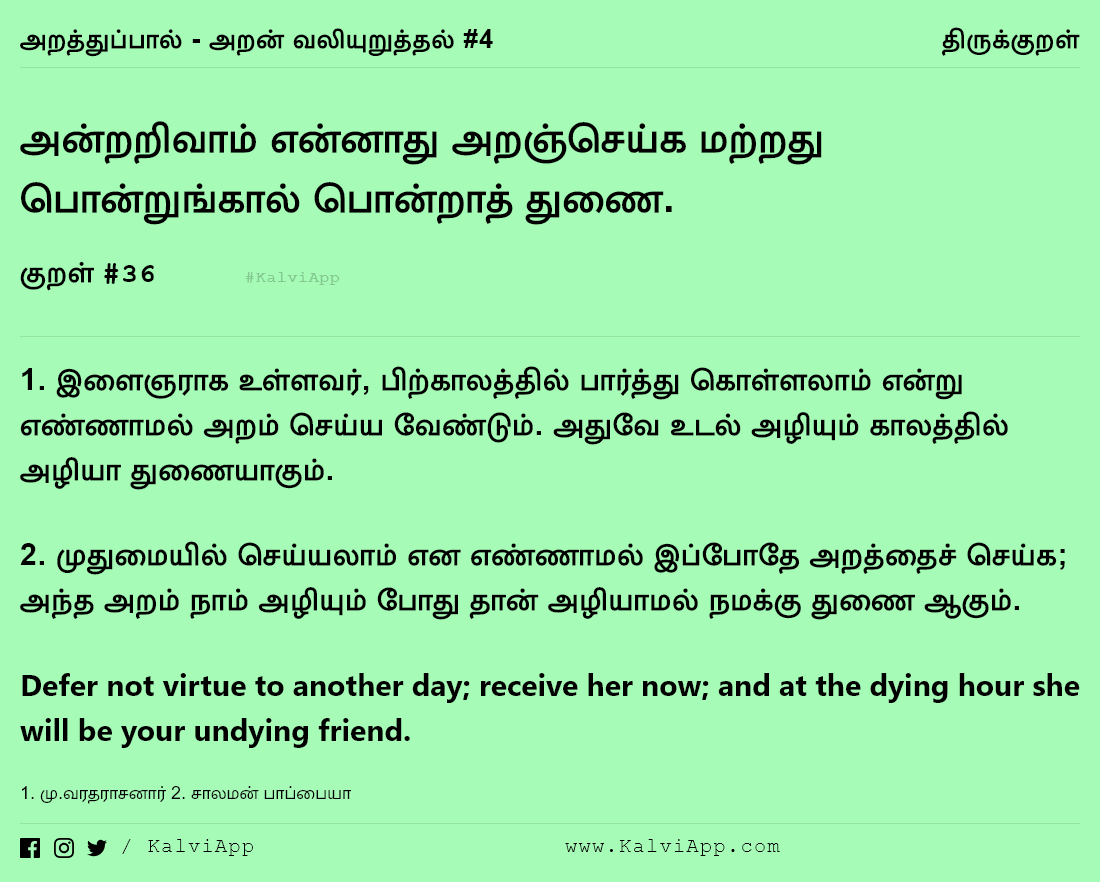 அறத்துப்பால் - அறன் வலியுறுத்தல் #4 திருக்குறள்
அன்றறிவாம் என்னாது அறஞ்செய்க மற்றது
பொன்றுங்கால் பொன்றாத் துணை.
குறள் #36 #KalviApp
1. இளைஞராக உள்ளவர், பிற்காலத்தில் பார்த்து கொள்ளலாம் என்று
எண்ணாமல் அறம் செய்ய வேண்டும். அதுவே உடல் அழியும் காலத்தில்
அழியா துணையாகும்.
2. முதுமையில் செய்யலாம் என எண்ணாமல் இப்போதே அறத்தைச் செய்க;
அந்த அறம் நாம் அழியும் போது தான் அழியாமல் நமக்கு துணை ஆகும்.
Defer not virtue to another day; receive her now; and at the dying hour she
will be your undying friend.
1. மு.வரதராசனார் 2. சாலமன் பாப்பையா
/ KalviApp www.KalviApp.com